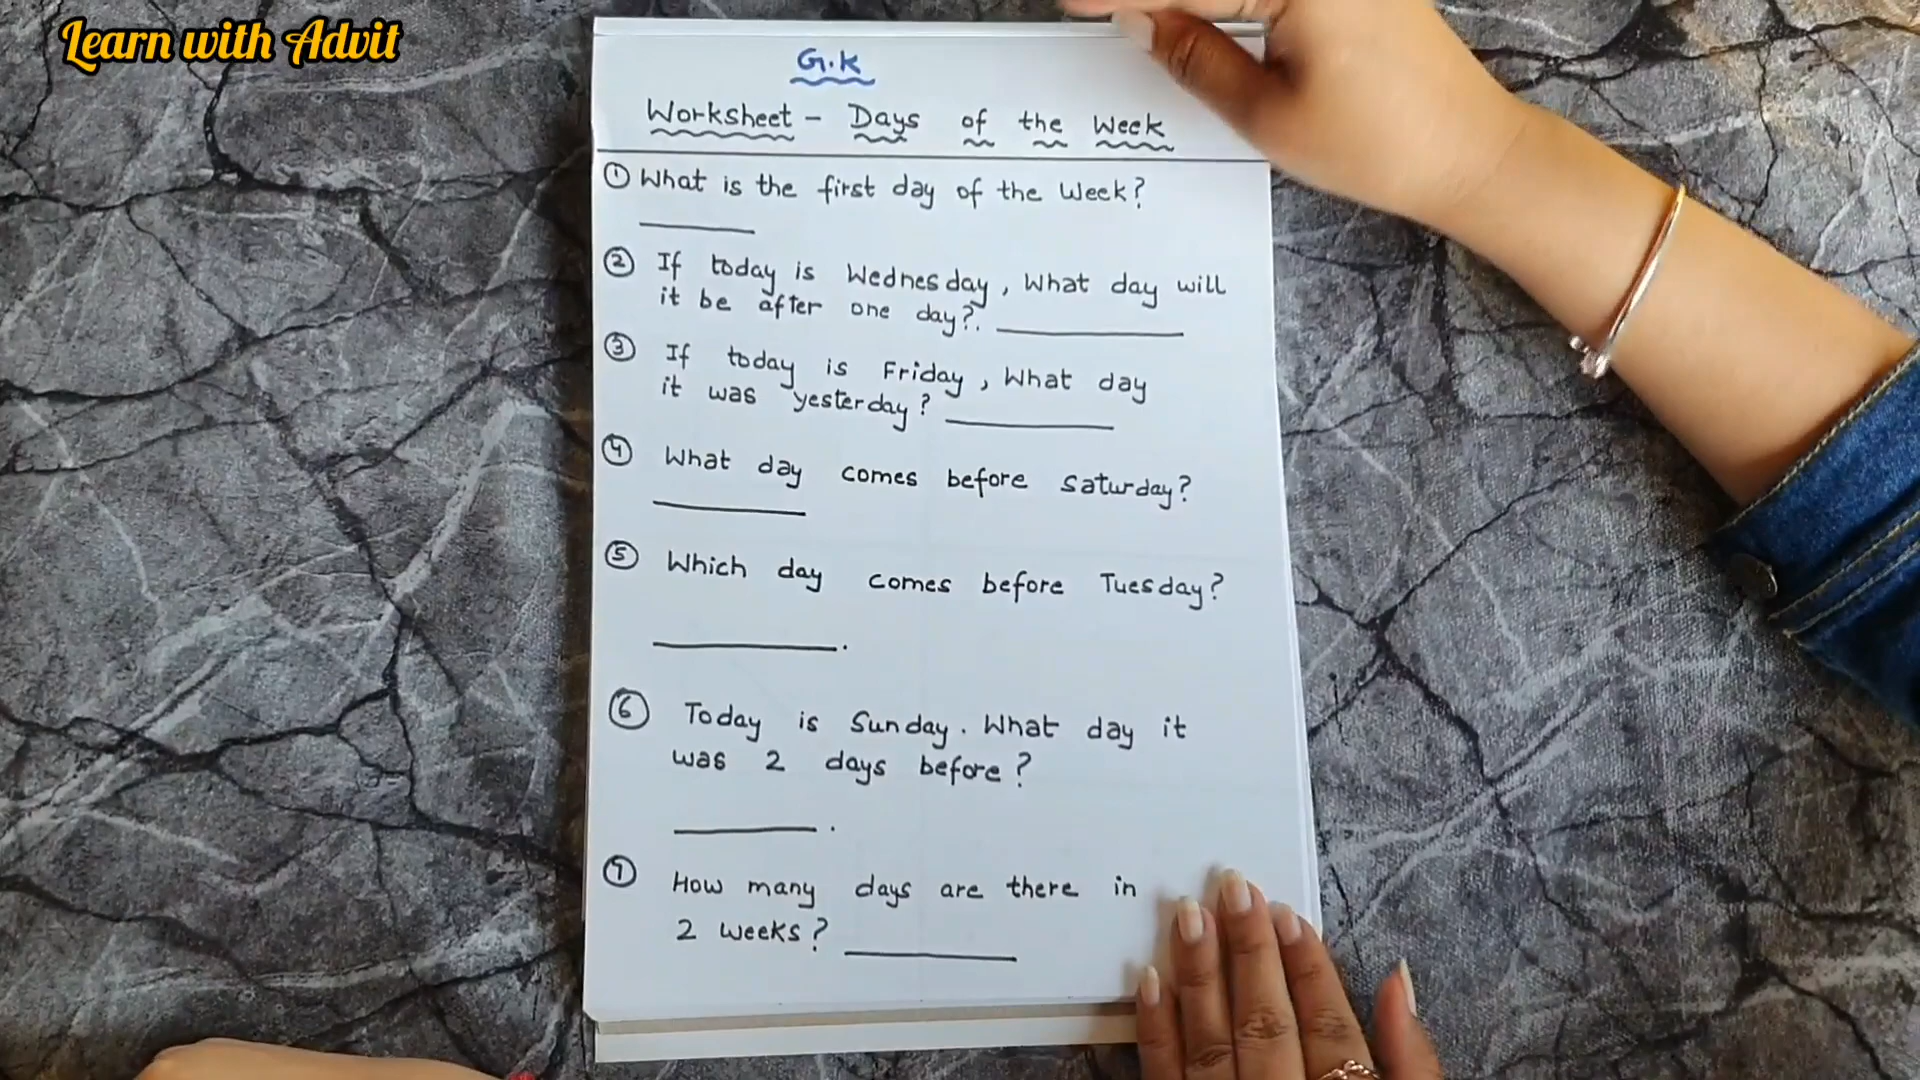 Learn with Advit
G.K
Worksheet - Days of the Week
① What is the first day of the week?
② If today is Wednesday, What day will
it be after one day?.
③ If today is Friday, What day
it was yesterday?
④ What day comes before Saturday?
⑤ Which day comes before Tuesday?
.
⑥ Today is Sunday. What day it
was 2 days before?
.
⑦ How many days are there in
2 weeks?